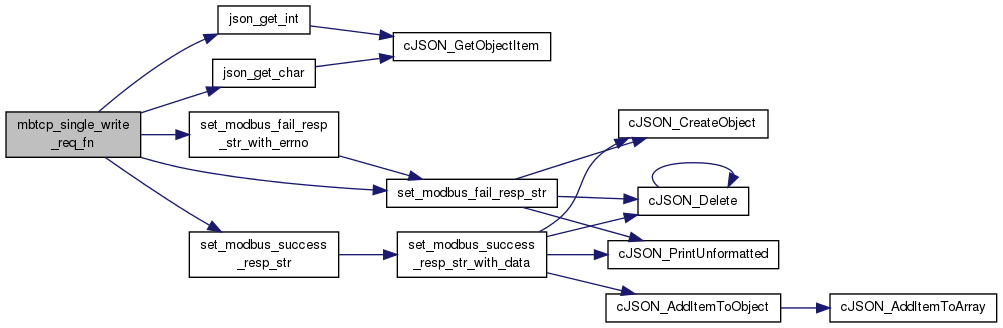 json_get_int
cJSON_GetObjectItem
json_get_char
mbtcp_single_write
_req_fn
set_modbus_fail_resp
_str_with_errno
cJSON_CreateObject
set_modbus_fail_resp_str
cJSON_Delete
set_modbus_success
_resp_str
set_modbus_success
_resp_str_with_data
cJSON_PrintUnformatted
cJSON_AddItemToObject
cJSON_AddItemToArray